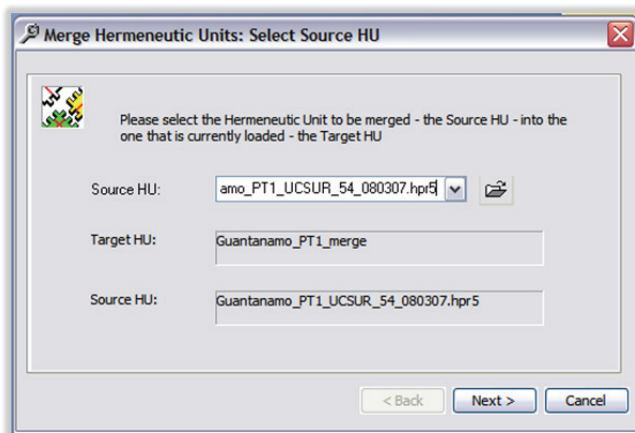 Merge Hermeneutic Units: Select Source HU
Please select the Hermeneutic Unit to be merged - the Source HU - into the
one that is currently loaded - the Target HU
Source HU: amo_PT1_UCSUR_54_080307.hpr5
Target HU: Guantanamo_PT1_merge
Source HU: Guantanamo_PT1_UCSUR_54_080307.hpr5
< Back Next > Cancel